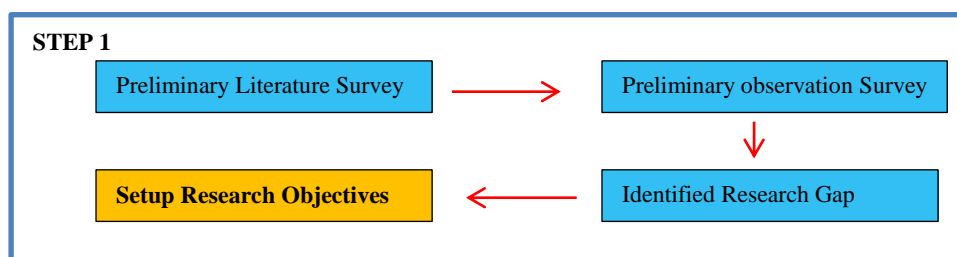 STEP 1
Preliminary Literature Survey
Preliminary observation Survey
Setup Research Objectives
Identified Research Gap